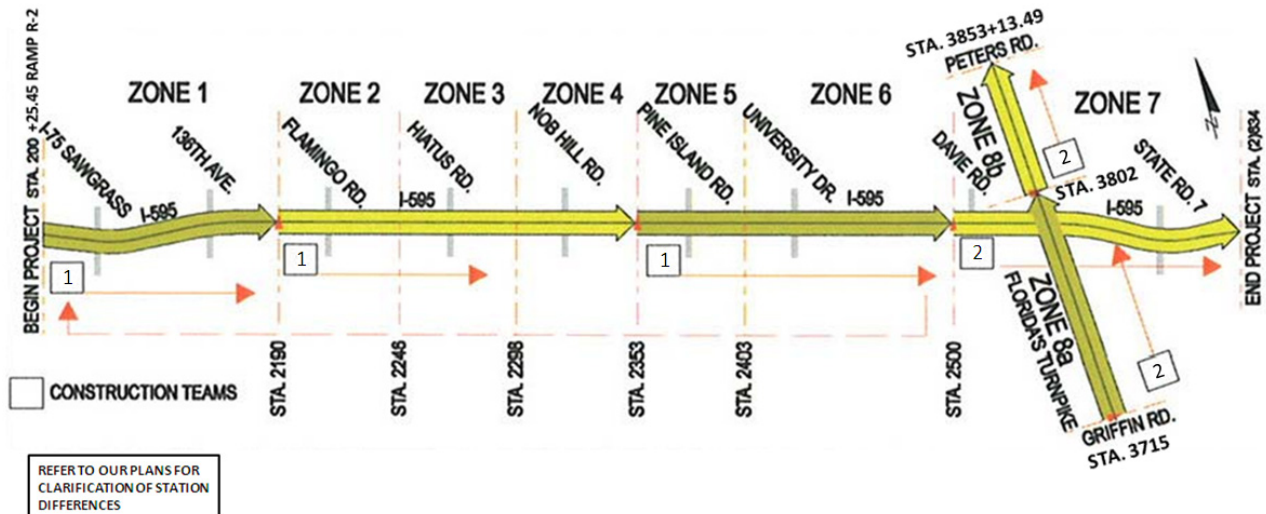 BEGIN PROJECT STA. 200 +25.45 RAMP R-2
ZONE 1
ZONE 2
ZONE 3
ZONE 4
ZONE 5
ZONE 6
ZONE 7
STA. 3853+13.49
PETERS RD.
ZONE 8b
I-75 SAWGRASS
136TH AVE.
FLAMINGO RD.
HIATUS RD.
NOB HILL RD.
PINE ISLAND RD.
UNIVERSITY DR.
DAVIE RD.
STATE RD. 7
I-595
I-595
I-595
I-595
STA. 3802
N
1
1
1
2
2
2
ZONE 8a
FLORIDA'S TURNPIKE
GRIFFIN RD.
STA. 3715
END PROJECT STA. (2)634
STA. 2190
STA. 2246
STA. 2298
STA. 2353
STA. 2403
STA. 2500
CONSTRUCTION TEAMS
REFER TO OUR PLANS FOR
CLARIFICATION OF STATION
DIFFERENCES